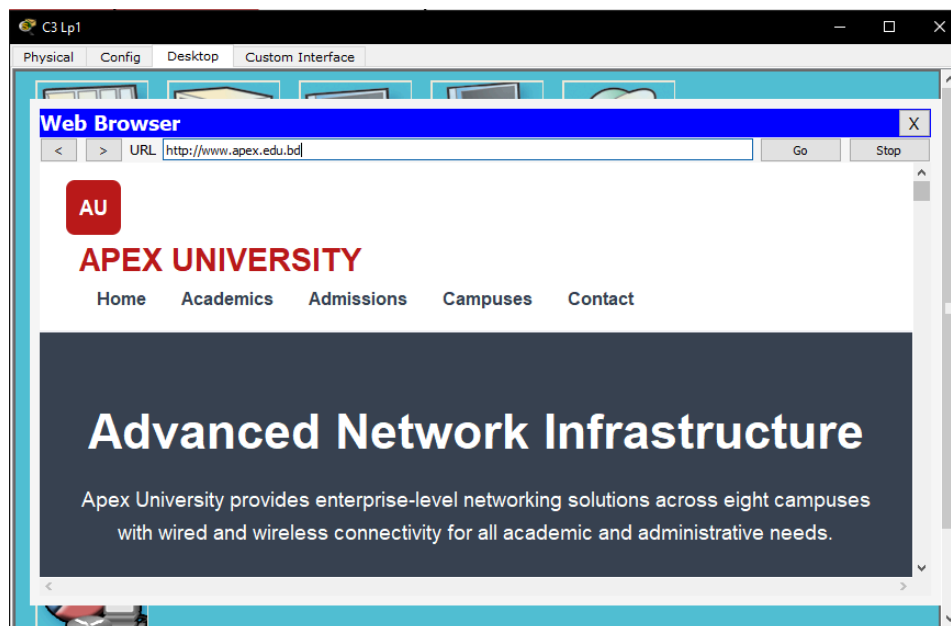 C3 Lp1
Physical Config Desktop Custom Interface
Web Browser X
< > URL http://www.apex.edu.bd Go Stop
AU
APEX UNIVERSITY
Home Academics Admissions Campuses Contact
Advanced Network Infrastructure
Apex University provides enterprise-level networking solutions across eight campuses
with wired and wireless connectivity for all academic and administrative needs.